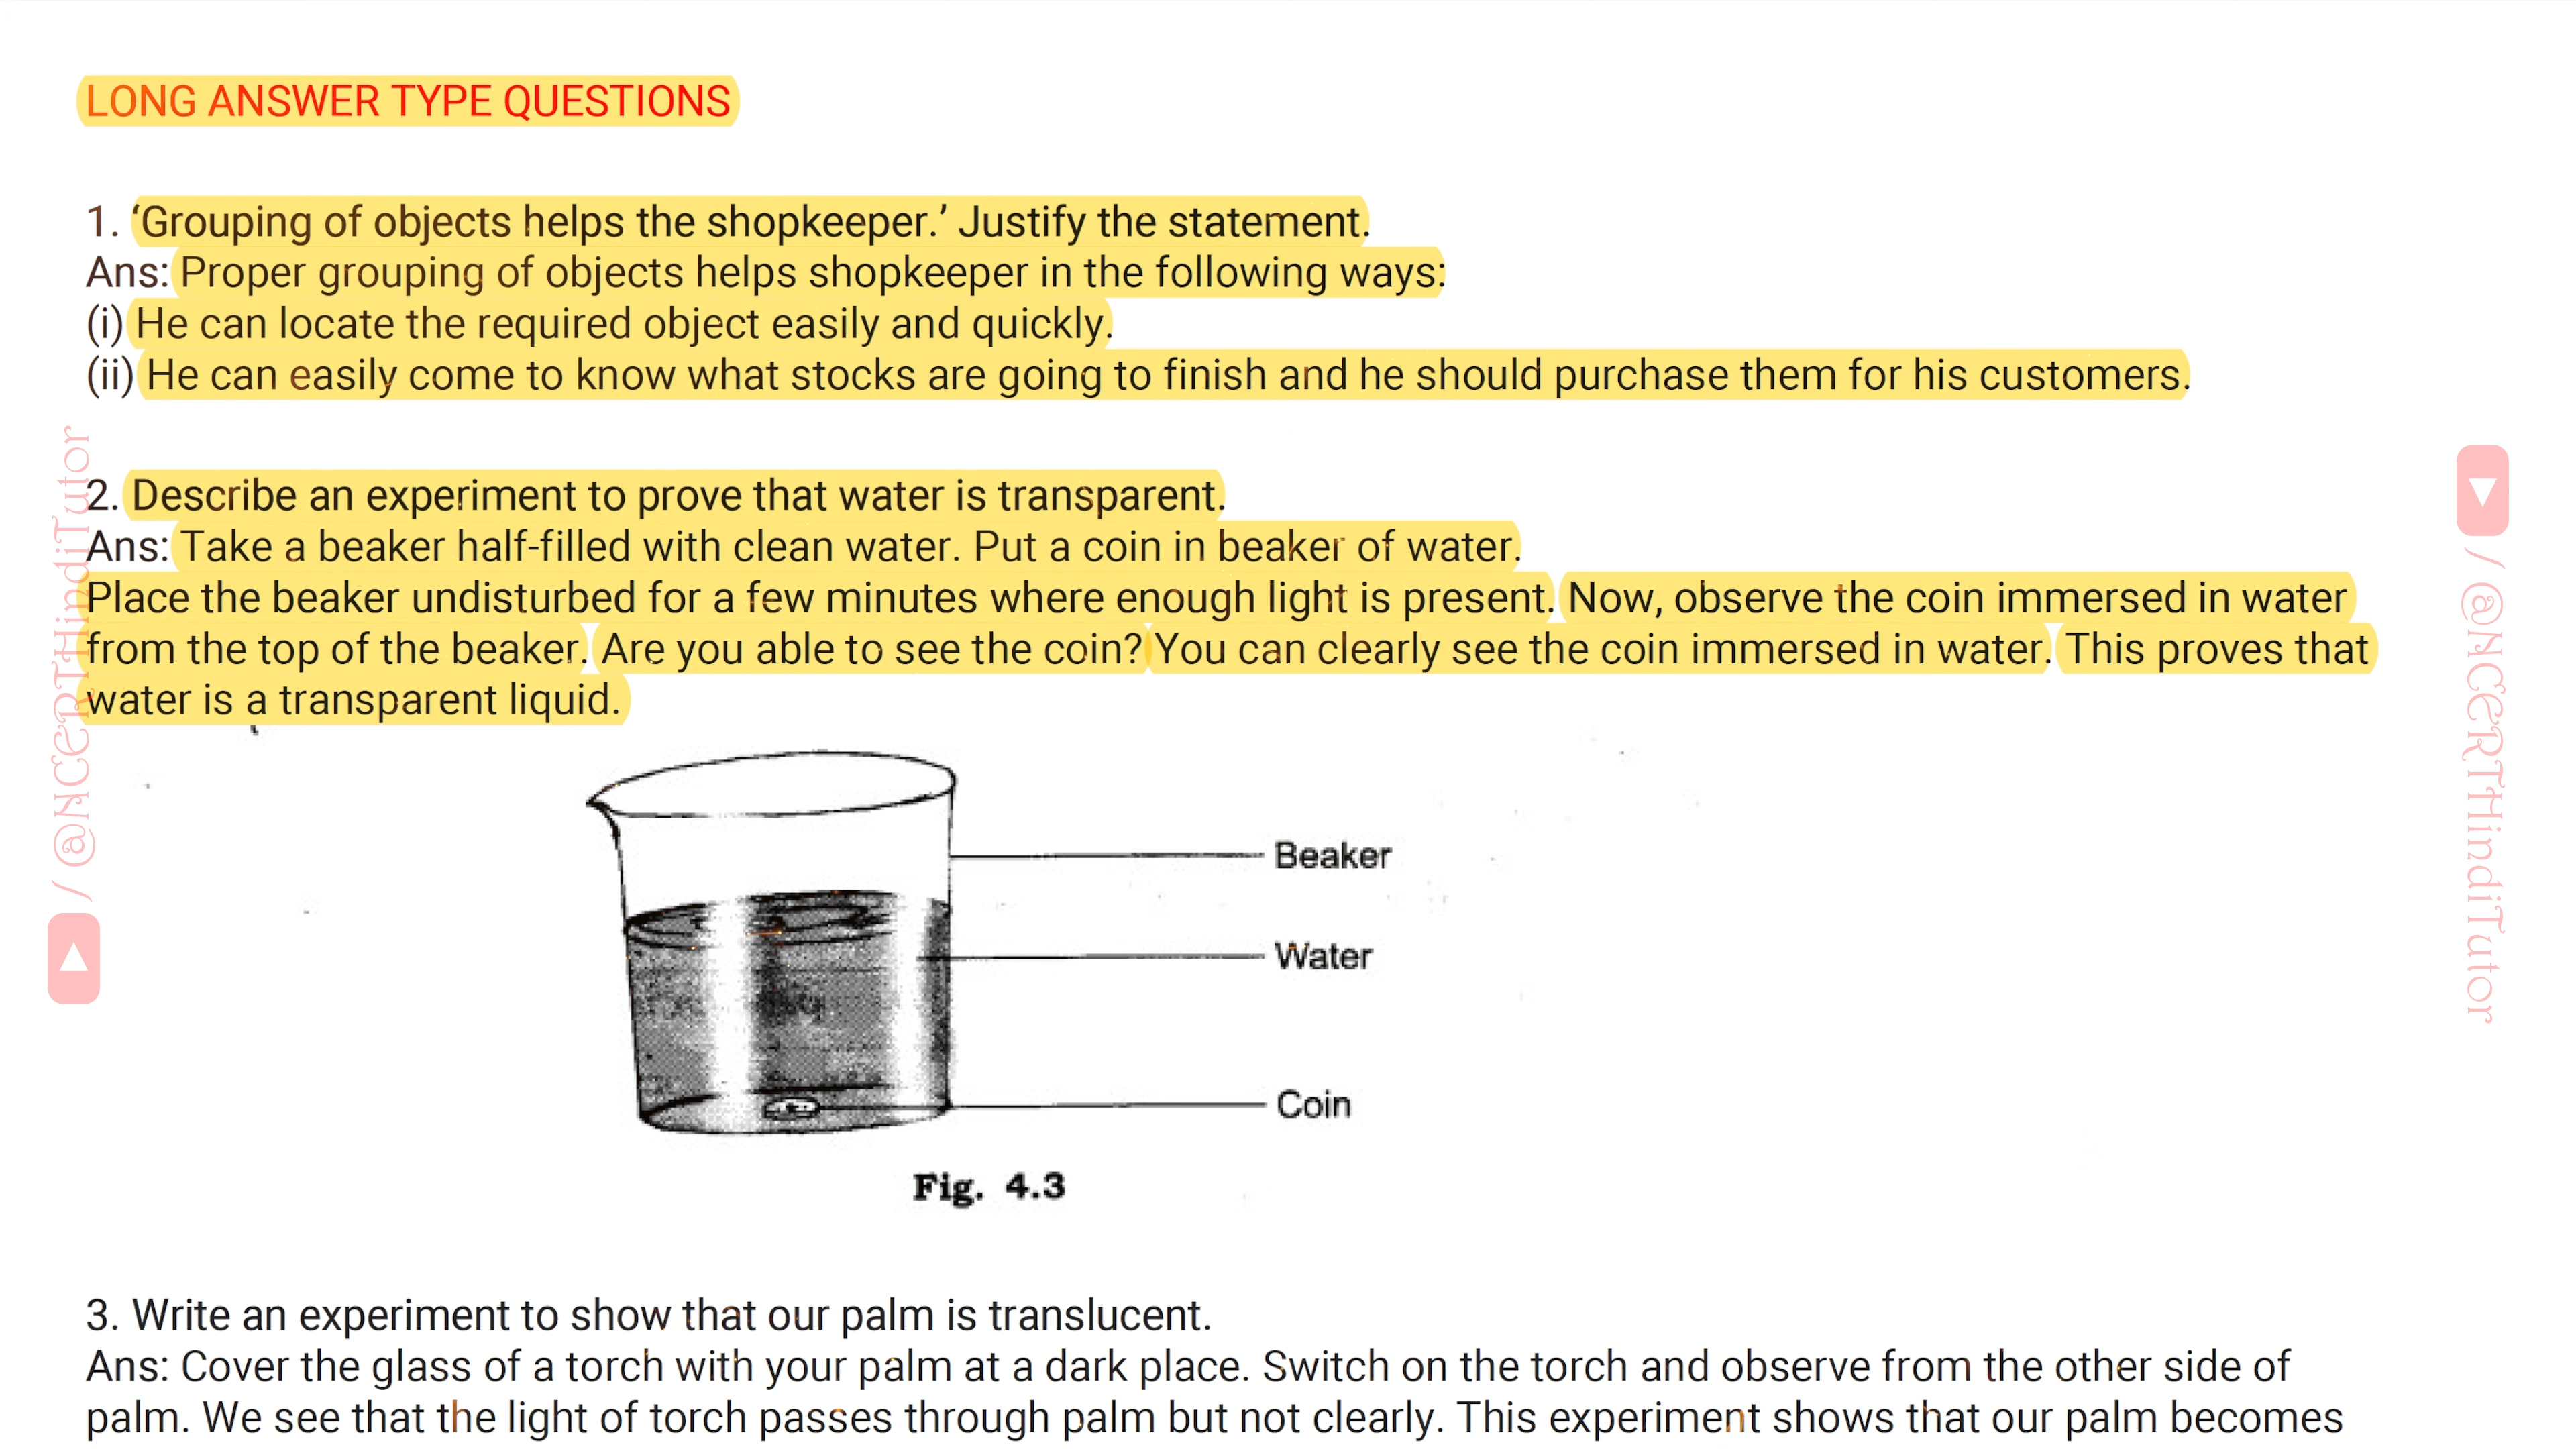 LONG ANSWER TYPE QUESTIONS
1. ‘Grouping of objects helps the shopkeeper.’ Justify the statement.
Ans: Proper grouping of objects helps shopkeeper in the following ways:
(i) He can locate the required object easily and quickly.
(ii) He can easily come to know what stocks are going to finish and he should purchase them for his customers.
2. Describe an experiment to prove that water is transparent.
Ans: Take a beaker half-filled with clean water. Put a coin in beaker of water.
Place the beaker undisturbed for a few minutes where enough light is present. Now, observe the coin immersed in water
from the top of the beaker. Are you able to see the coin? You can clearly see the coin immersed in water. This proves that
water is a transparent liquid.
Beaker
Water
Coin
Fig. 4.3
3. Write an experiment to show that our palm is translucent.
Ans: Cover the glass of a torch with your palm at a dark place. Switch on the torch and observe from the other side of
palm. We see that the light of torch passes through palm but not clearly. This experiment shows that our palm becomes
/ @NCERTHindiTutor
/ @NCERTHindiTutor